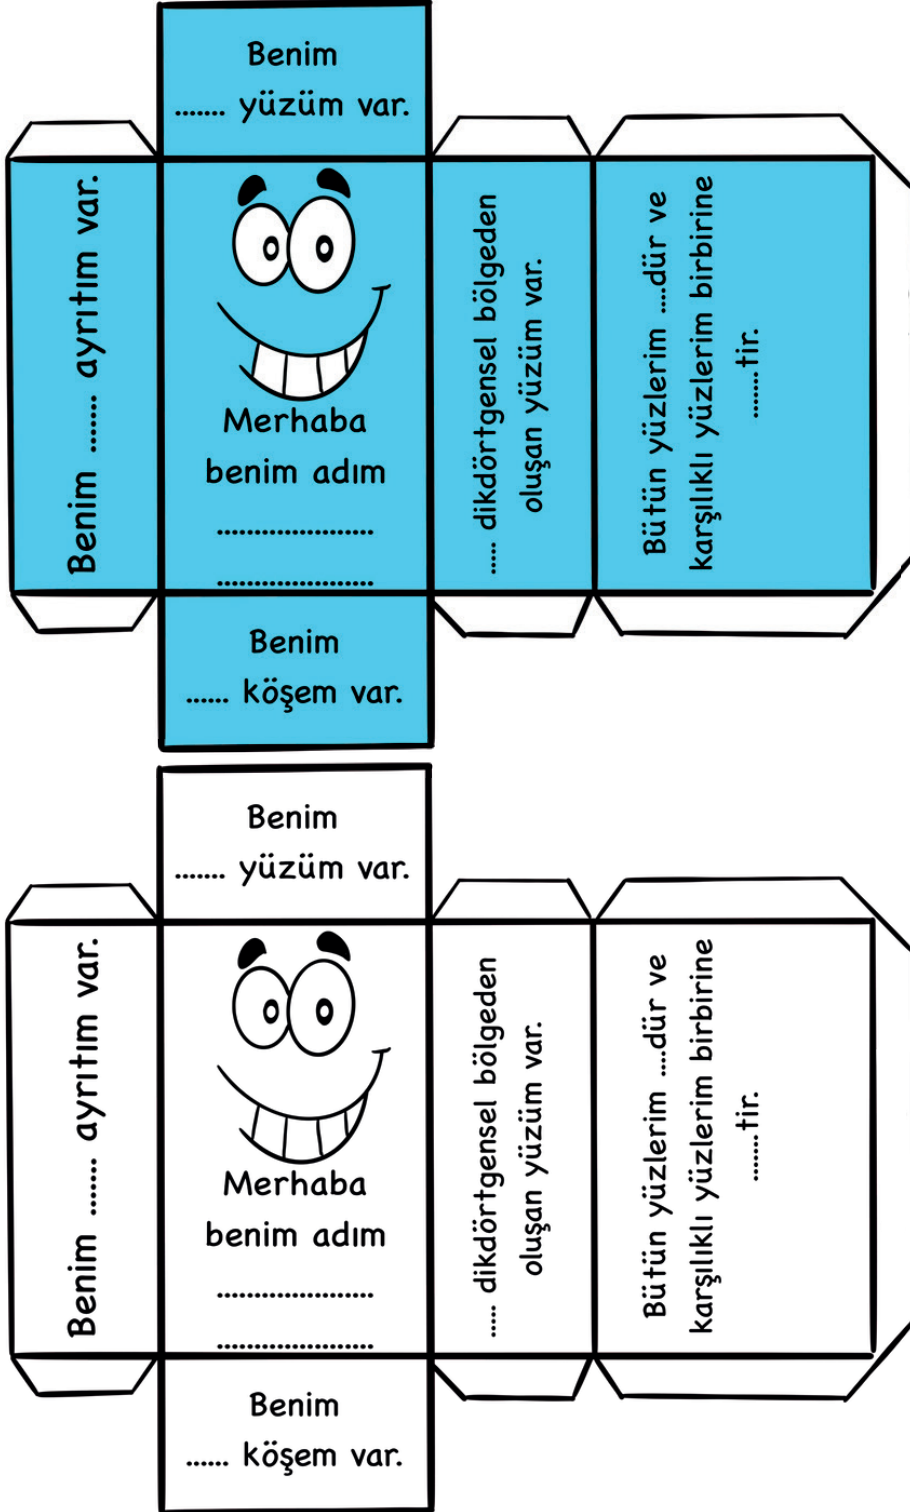 Benim
....... yüzüm var.
Benim ....... ayrıtım var.
Merhaba
benim adım
......................
......................
..... dikdörtgensel bölgeden
oluşan yüzüm var.
Bütün yüzlerim ....dür ve
karşılıklı yüzlerim birbirine
........tir.
Benim
...... köşem var.
Benim
....... yüzüm var.
Benim ....... ayrıtım var.
Merhaba
benim adım
......................
......................
..... dikdörtgensel bölgeden
oluşan yüzüm var.
Bütün yüzlerim ....dür ve
karşılıklı yüzlerim birbirine
........tir.
Benim
...... köşem var.